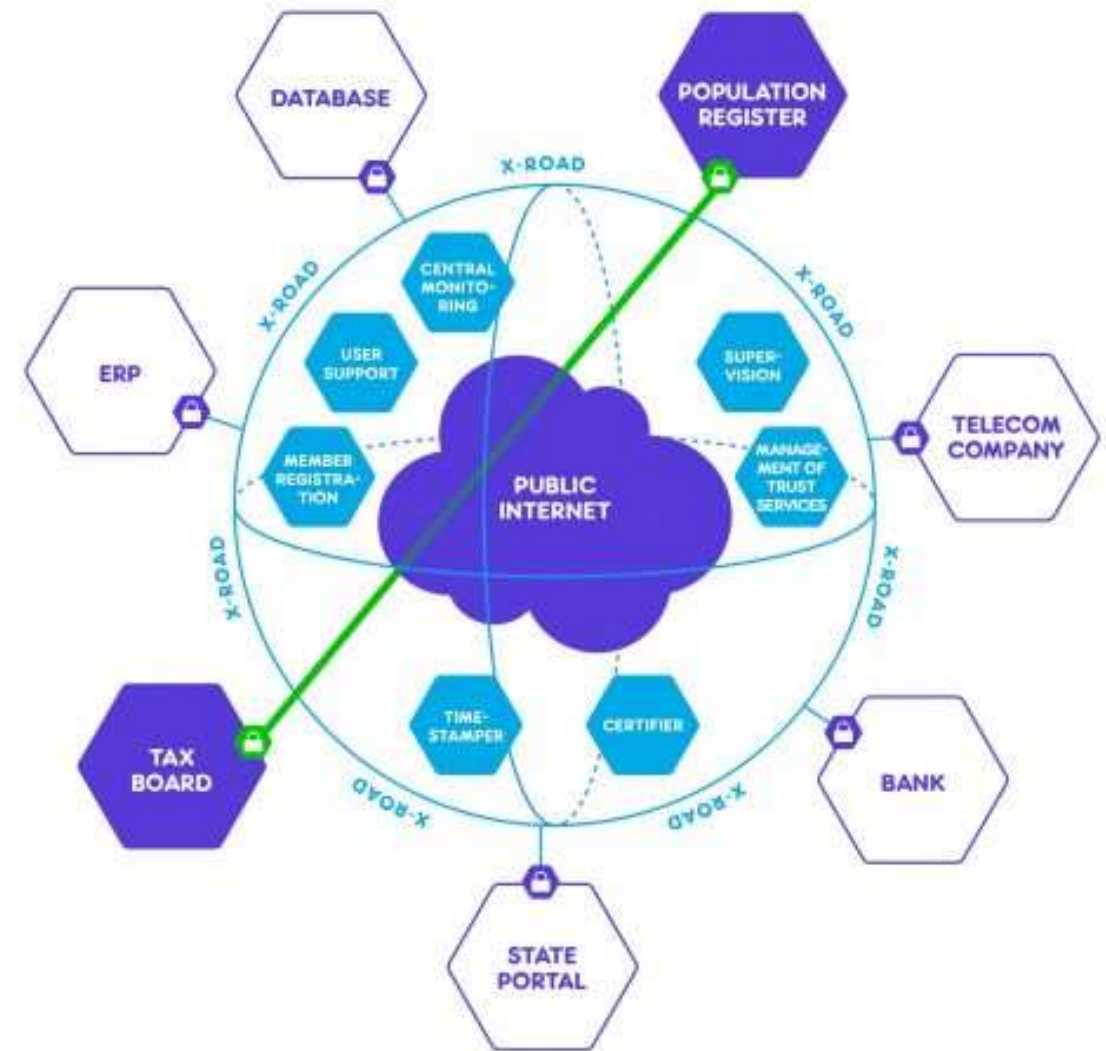 DATABASE
POPULATION
REGISTER
X-ROAD
X-ROAD
X-ROAD
CENTRAL
MONITO-
RING
USER
SUPPORT
SUPER-
VISION
ERP
TELECOM
COMPANY
MEMBER
REGISTRA-
TION
MANAGE-
MENT OF
TRUST
SERVICES
PUBLIC
INTERNET
X-ROAD
X-ROAD
TIME-
STAMPER
CERTIFIER
TAX
BOARD
BANK
X-ROAD
X-ROAD
STATE
PORTAL